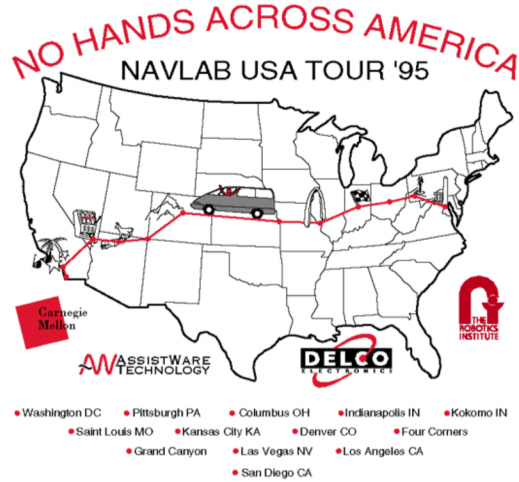 NO HANDS ACROSS AMERICA
NAVLAB USA TOUR '95
Carnegie
Mellon
AW ASSISTWARE
TECHNOLOGY
DELCO
ELECTRONICS
THE
ROBOTICS
INSTITUTE
• Washington DC • Pittsburgh PA • Columbus OH • Indianapolis IN • Kokomo IN
• Saint Louis MO • Kansas City KA • Denver CO • Four Corners
• Grand Canyon • Las Vegas NV • Los Angeles CA
• San Diego CA